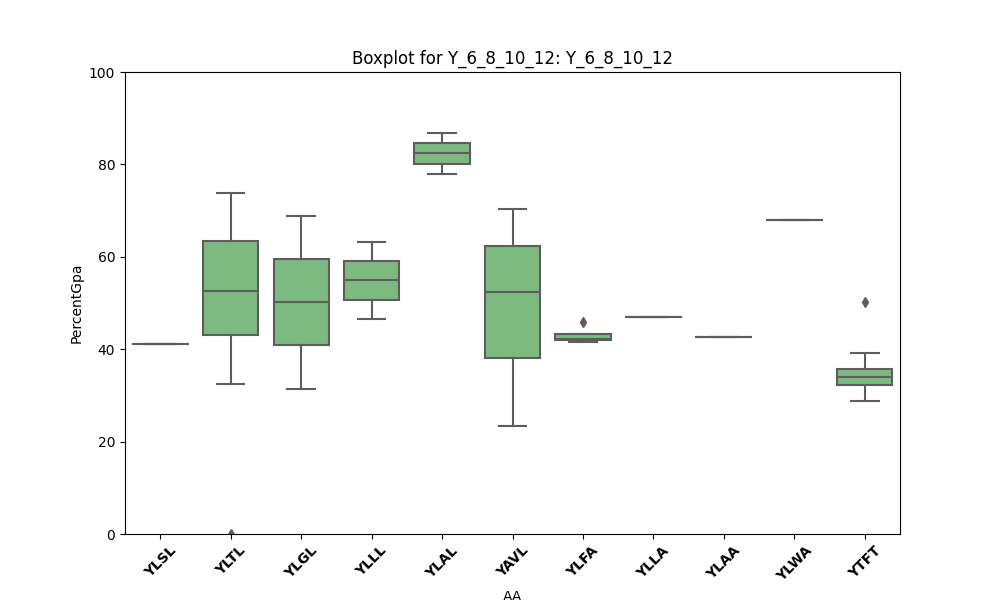 Boxplot for Y_6_8_10_12: Y_6_8_10_12
100
80
60
40
20
0
PercentGpa
YLSL
YLTL
YLGL
YLLL
YLAL
YAVL
YLFA
YLLA
YLAA
YLWA
YTFT
AA